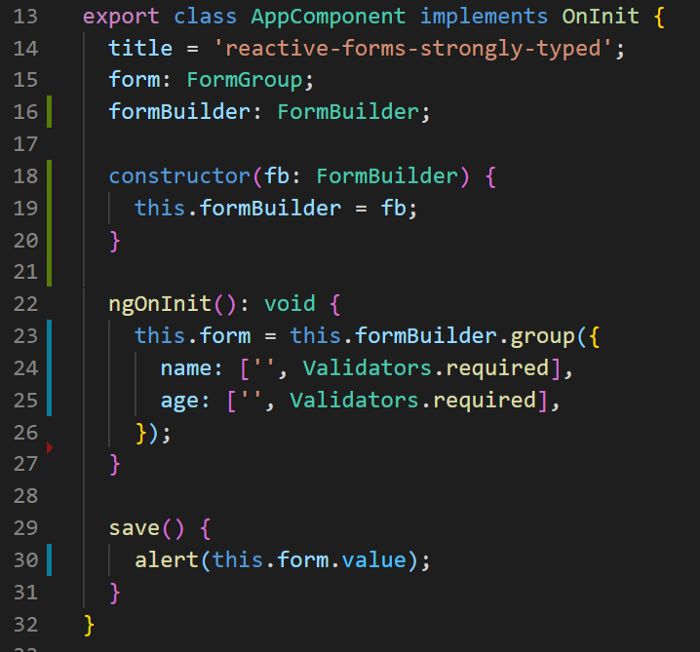 13 export class AppComponent implements OnInit {
14 title = 'reactive-forms-strongly-typed';
15 form: FormGroup;
16 formBuilder: FormBuilder;
17
18 constructor(fb: FormBuilder) {
19 this.formBuilder = fb;
20 }
21
22 ngOnInit(): void {
23 this.form = this.formBuilder.group({
24 name: ['', Validators.required],
25 age: ['', Validators.required],
26 });
27 }
28
29 save() {
30 alert(this.form.value);
31 }
32 }